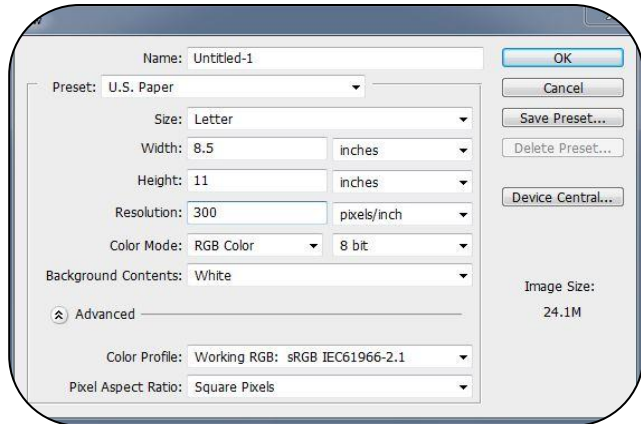 Name: Untitled-1
OK
Preset: U.S. Paper
Cancel
Size: Letter
Save Preset...
Width: 8.5 inches
Delete Preset...
Height: 11 inches
Device Central...
Resolution: 300 pixels/inch
Color Mode: RGB Color 8 bit
Background Contents: White
Image Size:
24.1M
Advanced
Color Profile: Working RGB: sRGB IEC61966-2.1
Pixel Aspect Ratio: Square Pixels